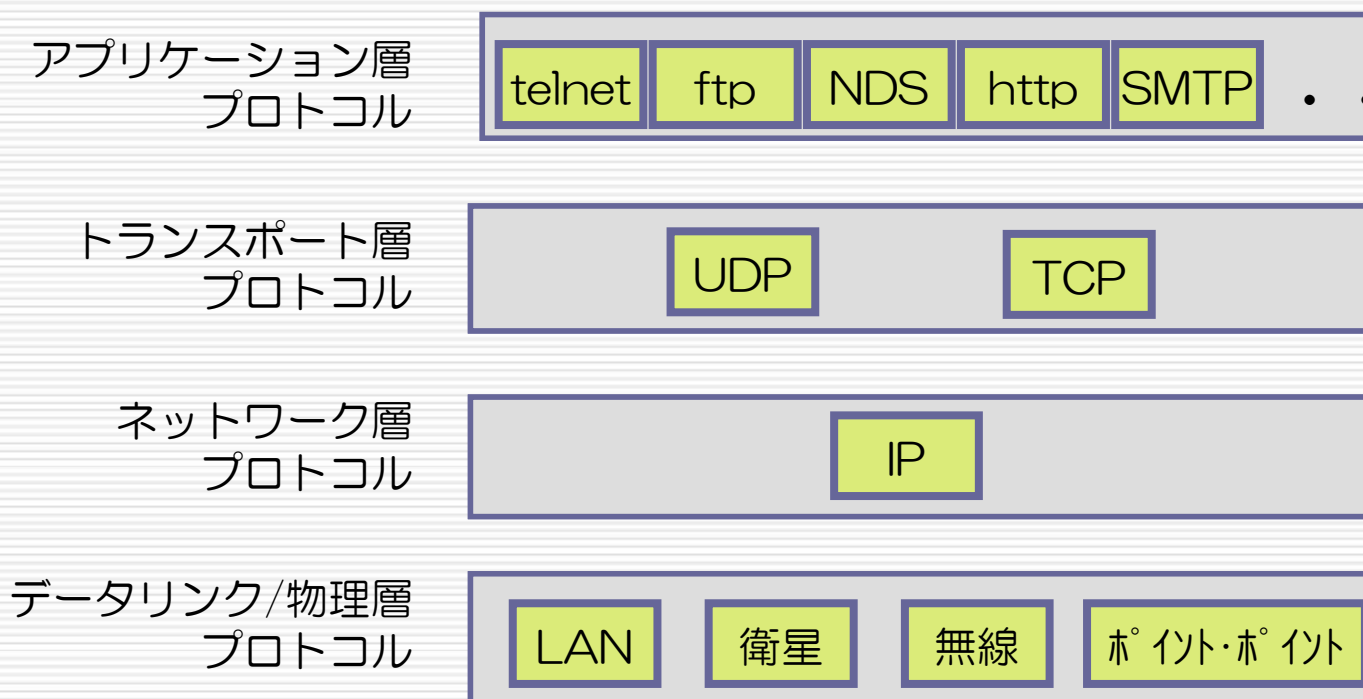 アプリケーション層
プロトコル
telnet ftp NDS http SMTP . .
トランスポート層
プロトコル
UDP TCP
ネットワーク層
プロトコル
IP
データリンク/物理層
プロトコル
LAN 衛星 無線 ポイント・ポイント